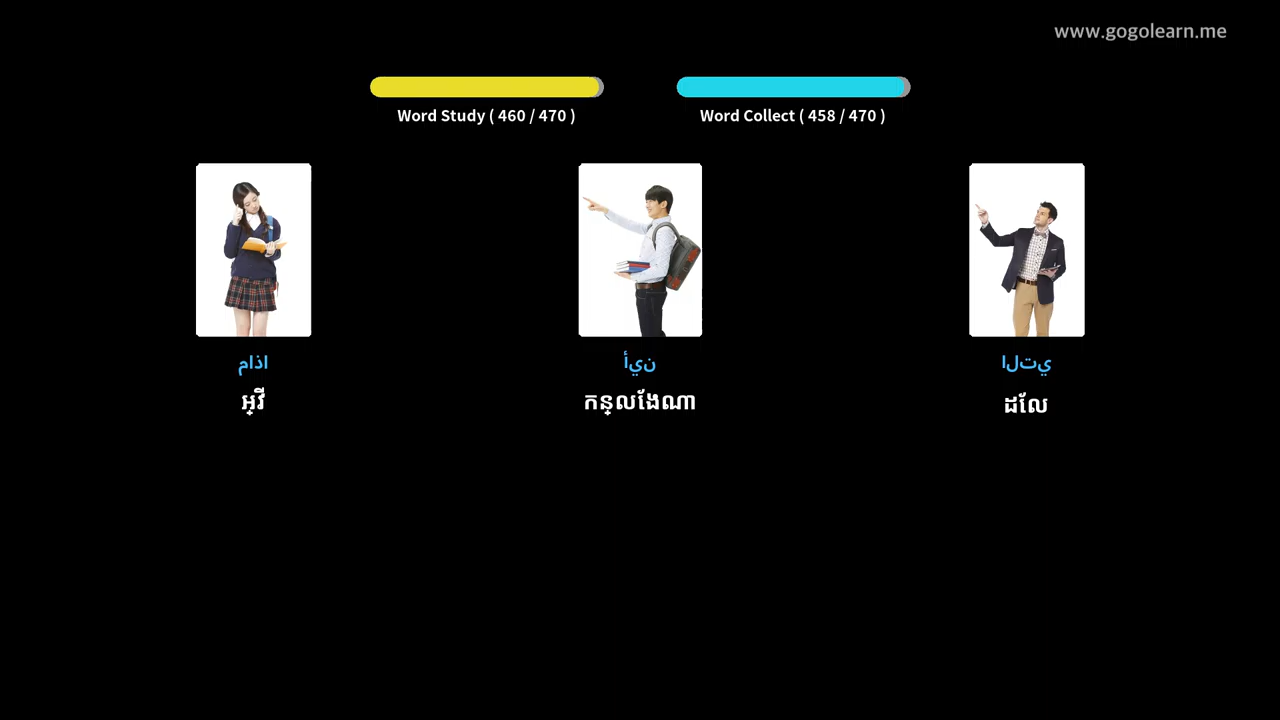 www.gogolearn.me
Word Study ( 460 / 470 )
Word Collect ( 458 / 470 )
ماذا
أين
التي
អ្វី
កន្លងែណា
ដលែ